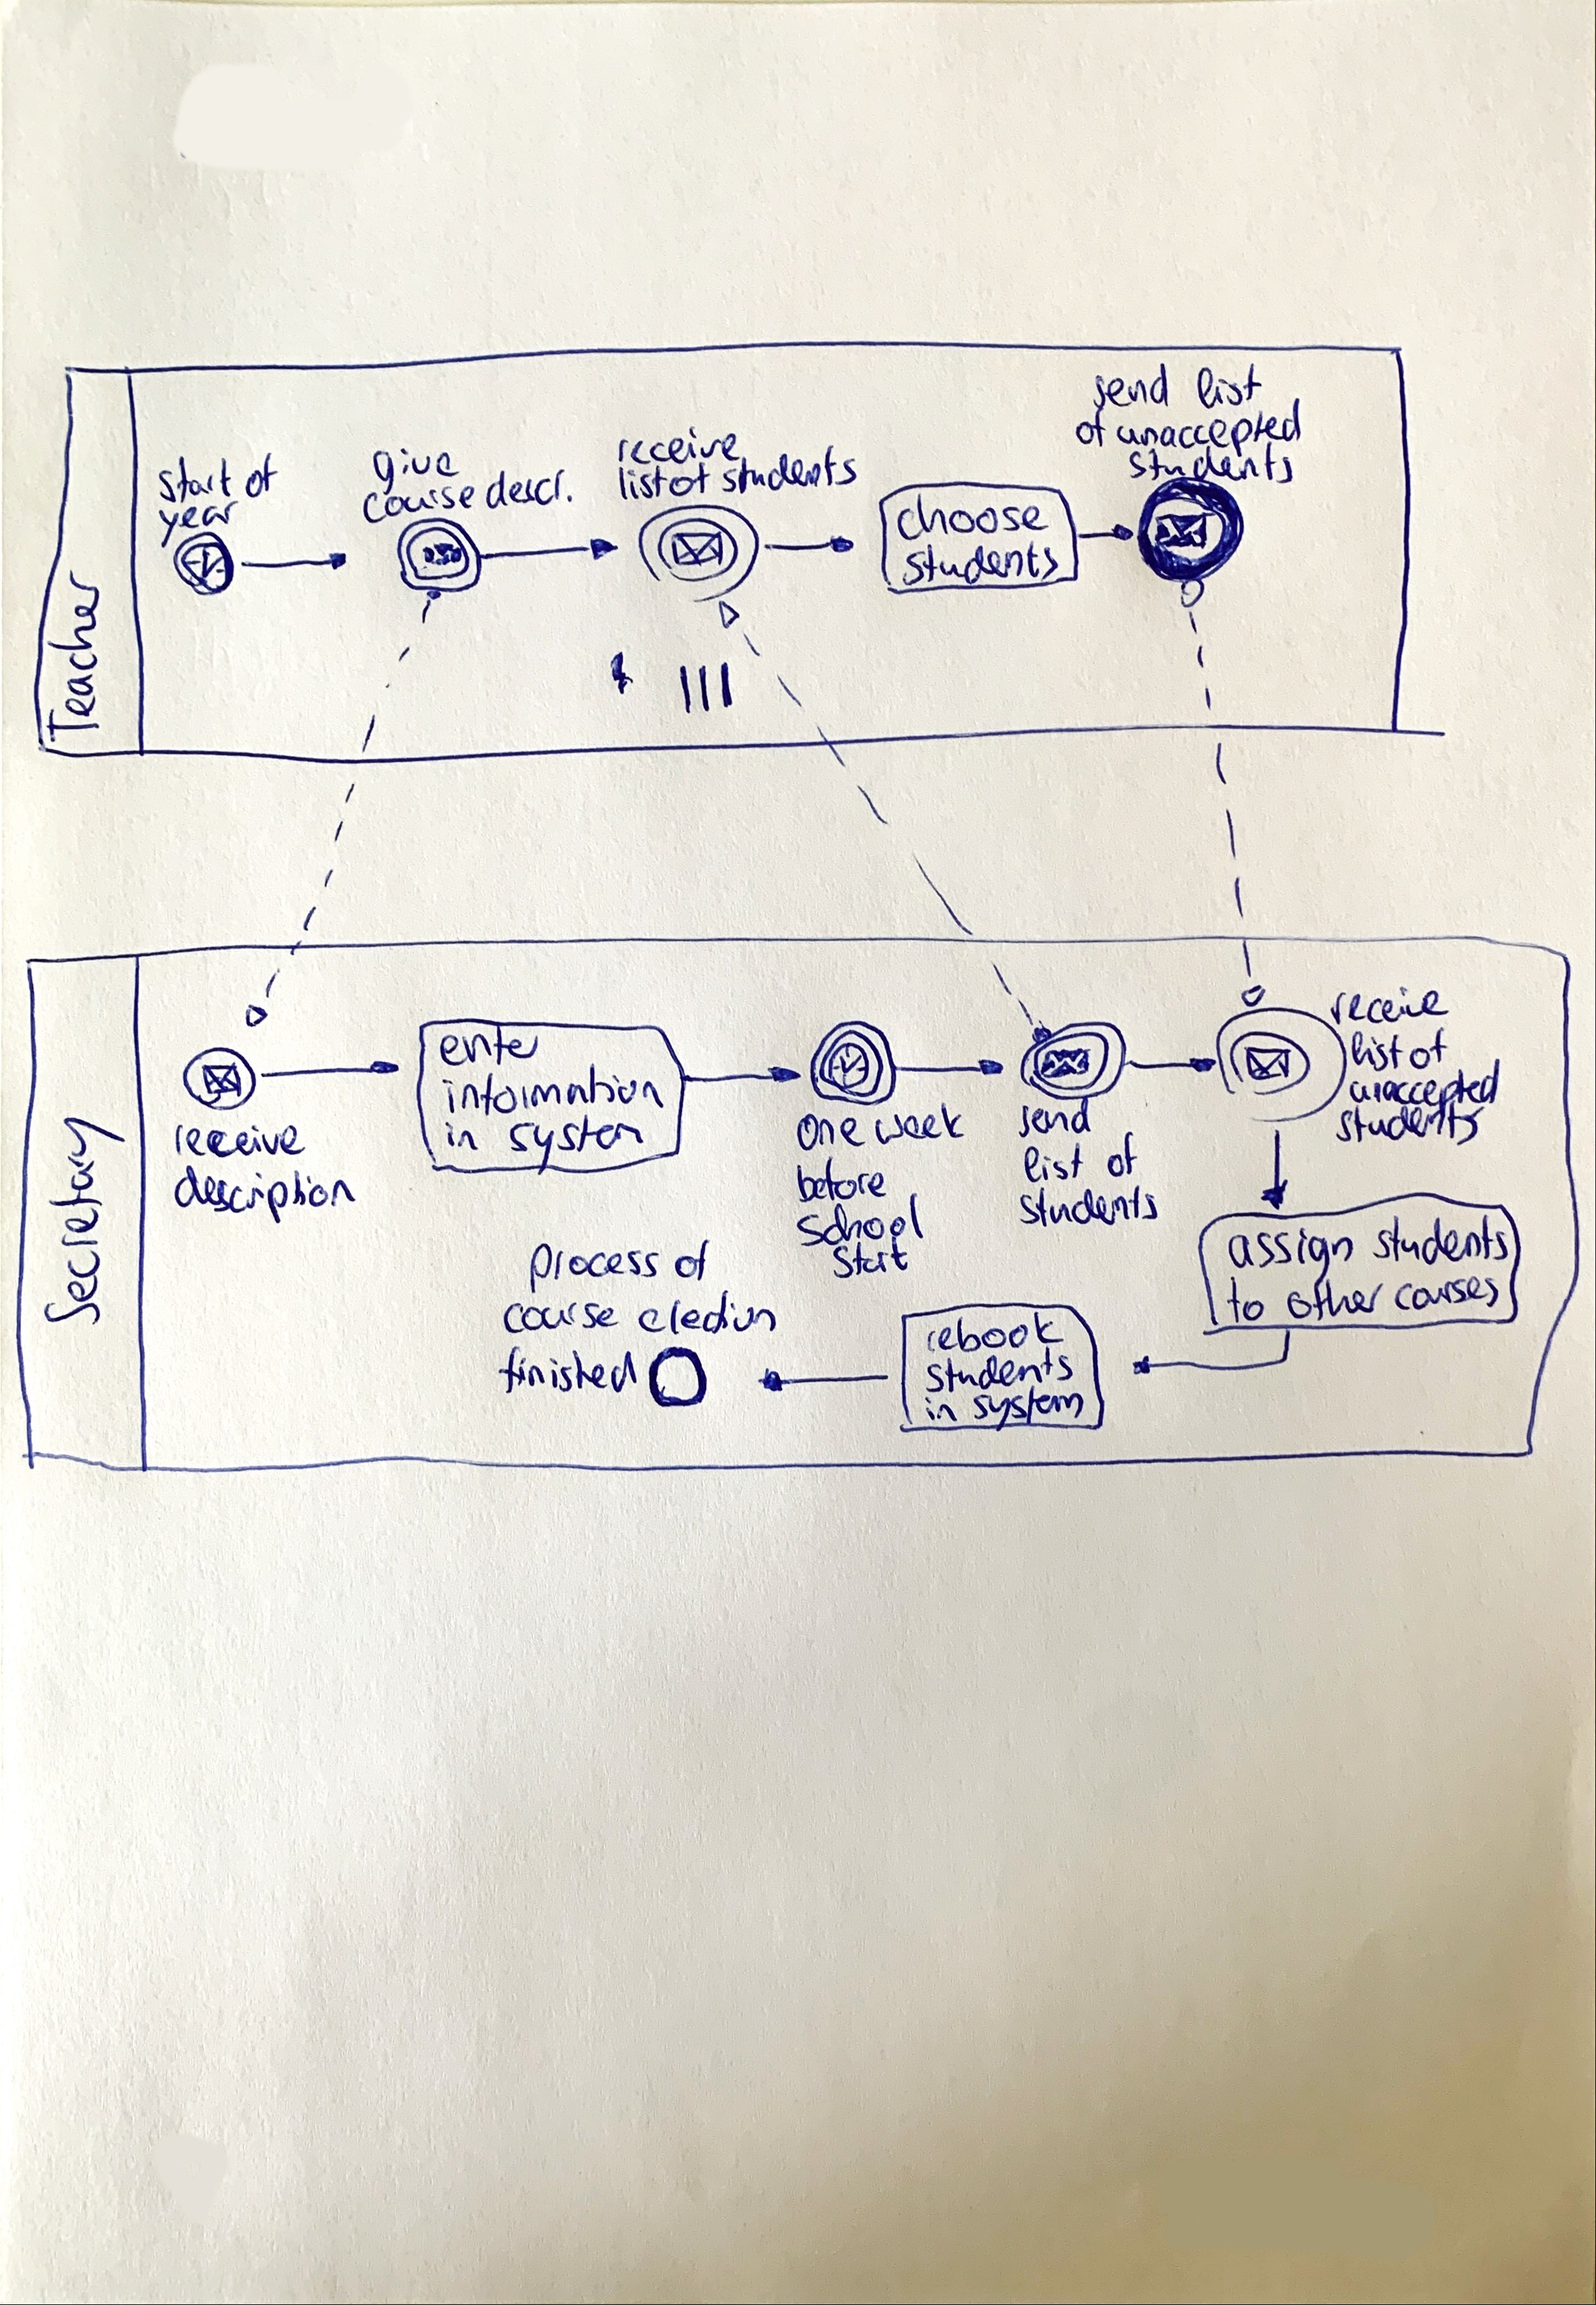 Teacher
start of
year
give
course descr.
receive
list of students
choose
students
send list
of unaccepted
students
Secretary
receive
description
enter
information
in system
one week
before
School
Start
send
list of
students
receive
list of
unaccepted
students
assign students
to other courses
rebook
students
in system
process of
course election
finished